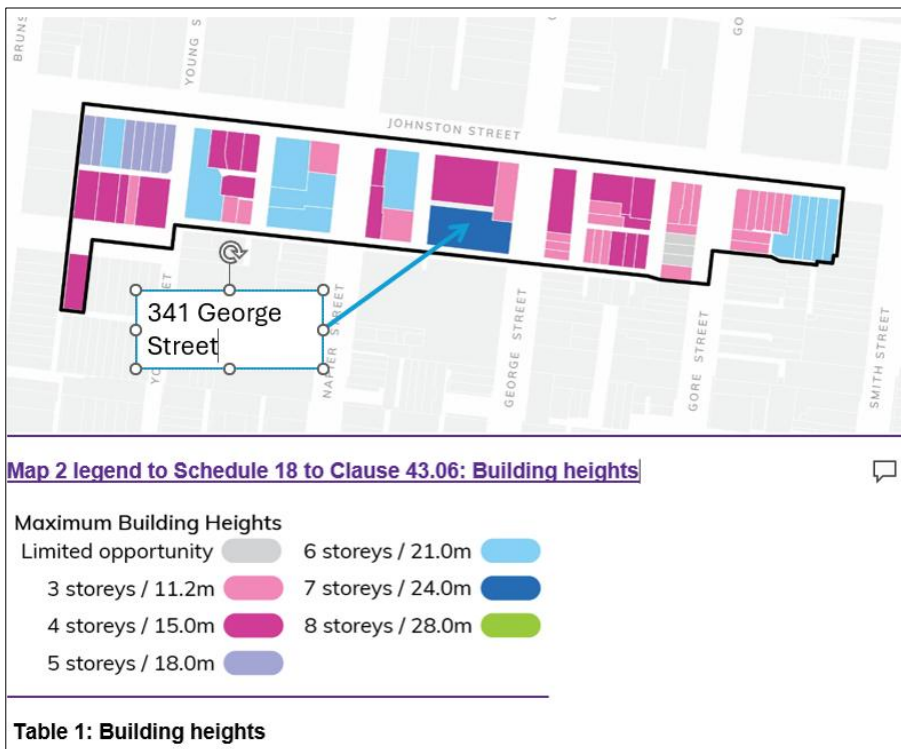 BRUNS
YOUNG S
GO
JOHNSTON STREET
341 George
Street
YO
ET
NAPIER STREET
GEORGE STREET
GORE STREET
SMITH STREET
Map 2 legend to Schedule 18 to Clause 43.06: Building heights
Maximum Building Heights
Limited opportunity
6 storeys / 21.0m
3 storeys / 11.2m
7 storeys / 24.0m
4 storeys / 15.0m
8 storeys / 28.0m
5 storeys / 18.0m
Table 1: Building heights